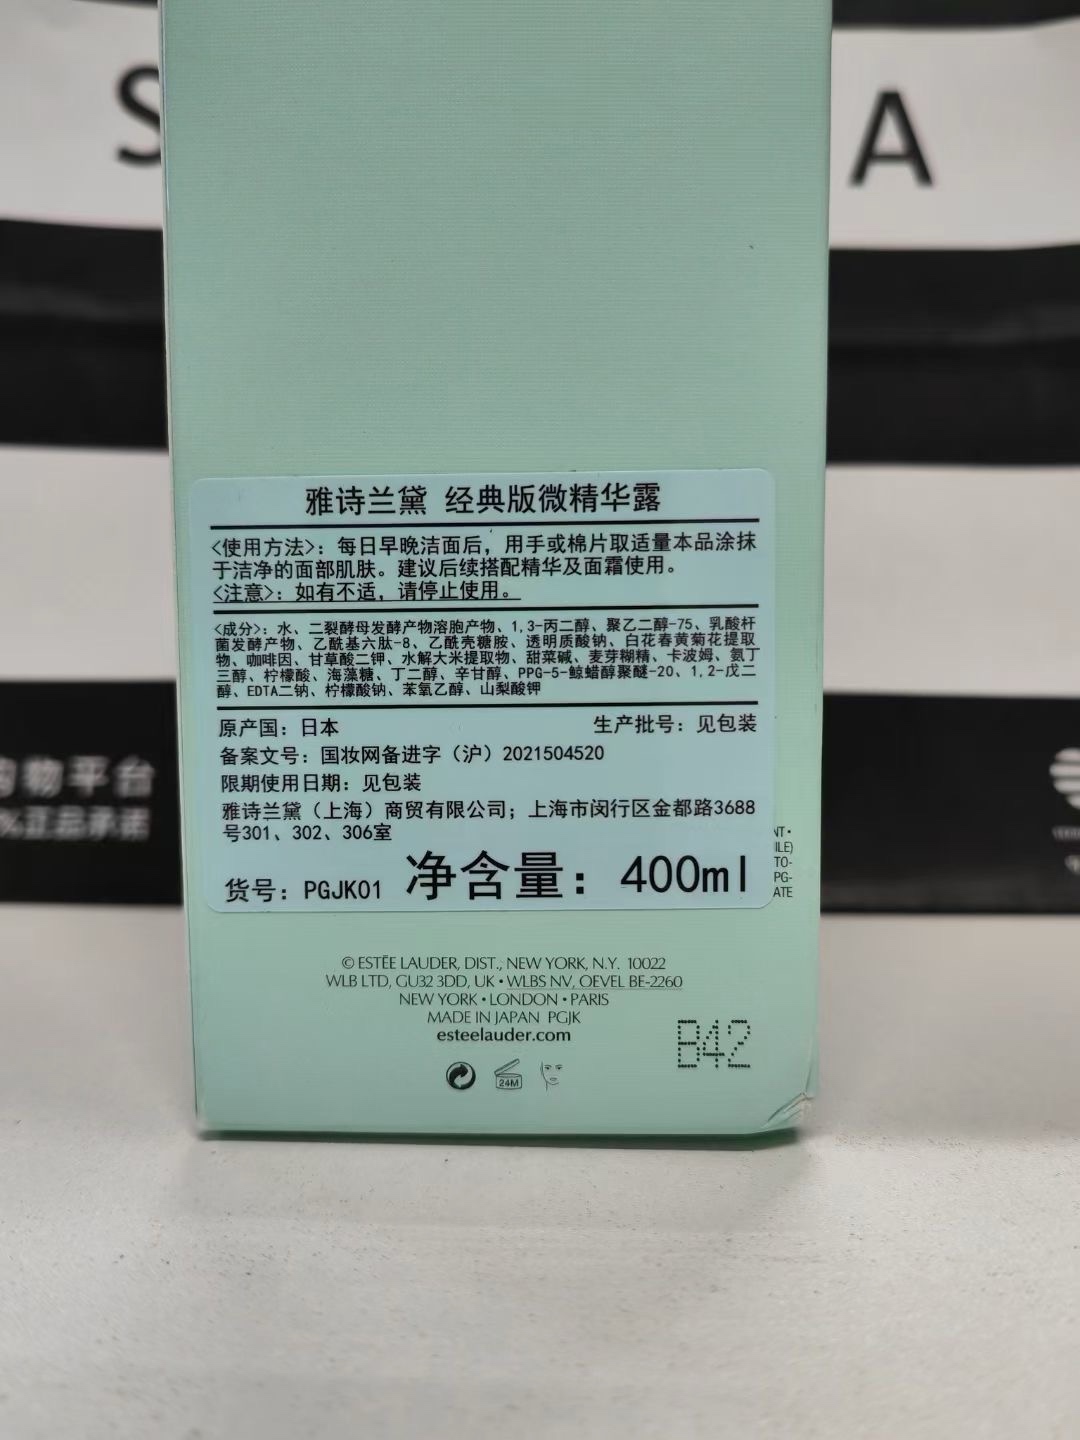 S
A
购物平台
%正品承诺
雅诗兰黛 经典版微精华露
<使用方法>: 每日早晚洁面后，用手或棉片取适量本品涂抹
于洁净的面部肌肤。建议后续搭配精华及面霜使用。
<注意>: 如有不适，请停止使用。
<成分>: 水、二裂酵母发酵产物溶胞产物、1,3-丙二醇、聚乙二醇-75、乳酸杆
菌发酵产物、乙酰基六肽-8、乙酰壳糖胺、透明质酸钠、白花春黄菊花提取
物、咖啡因、甘草酸二钾、水解大米提取物、甜菜碱、麦芽糊精、卡波姆、氨丁
三醇、柠檬酸、海藻糖、丁二醇、辛甘醇、PPG-5-鲸蜡醇聚醚-20、1,2-戊二
醇、EDTA二钠、柠檬酸钠、苯氧乙醇、山梨酸钾
原产国: 日本 生产批号: 见包装
备案文号: 国妆网备进字（沪）2021504520
限期使用日期: 见包装
雅诗兰黛（上海）商贸有限公司; 上海市闵行区金都路3688
号301、302、306室
货号: PGJK01 净含量: 400ml
NT•
ILE)
TO-
PG-
ATE
© ESTĒE LAUDER, DIST., NEW YORK, N.Y. 10022
WLB LTD, GU32 3DD, UK • WLBS NV, OEVEL BE-2260
NEW YORK • LONDON • PARIS
MADE IN JAPAN PGJK
esteelauder.com
24M
B42